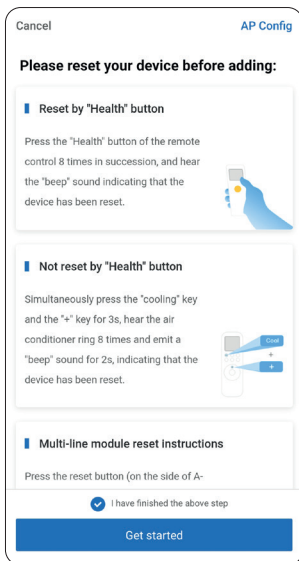 Cancel
AP Config
Please reset your device before adding:
Reset by "Health" button
Press the "Health" button of the remote
control 8 times in succession, and hear
the "beep" sound indicating that the
device has been reset.
Not reset by "Health" button
Simultaneously press the "cooling" key
and the "+" key for 3s, hear the air
conditioner ring 8 times and emit a
"beep" sound for 2s, indicating that the
device has been reset.
Cool
+
+
Multi-line module reset instructions
Press the reset button (on the side of A-
I have finished the above step
Get started